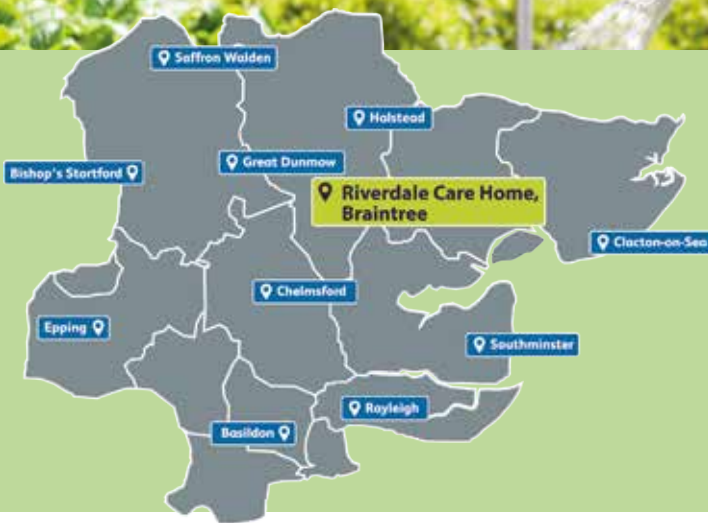 Saffron Walden
Halstead
Great Dunmow
Bishop's Stortford
Riverdale Care Home,
Braintree
Clacton-on-Sea
Chelmsford
Epping
Southminster
Rayleigh
Basildon